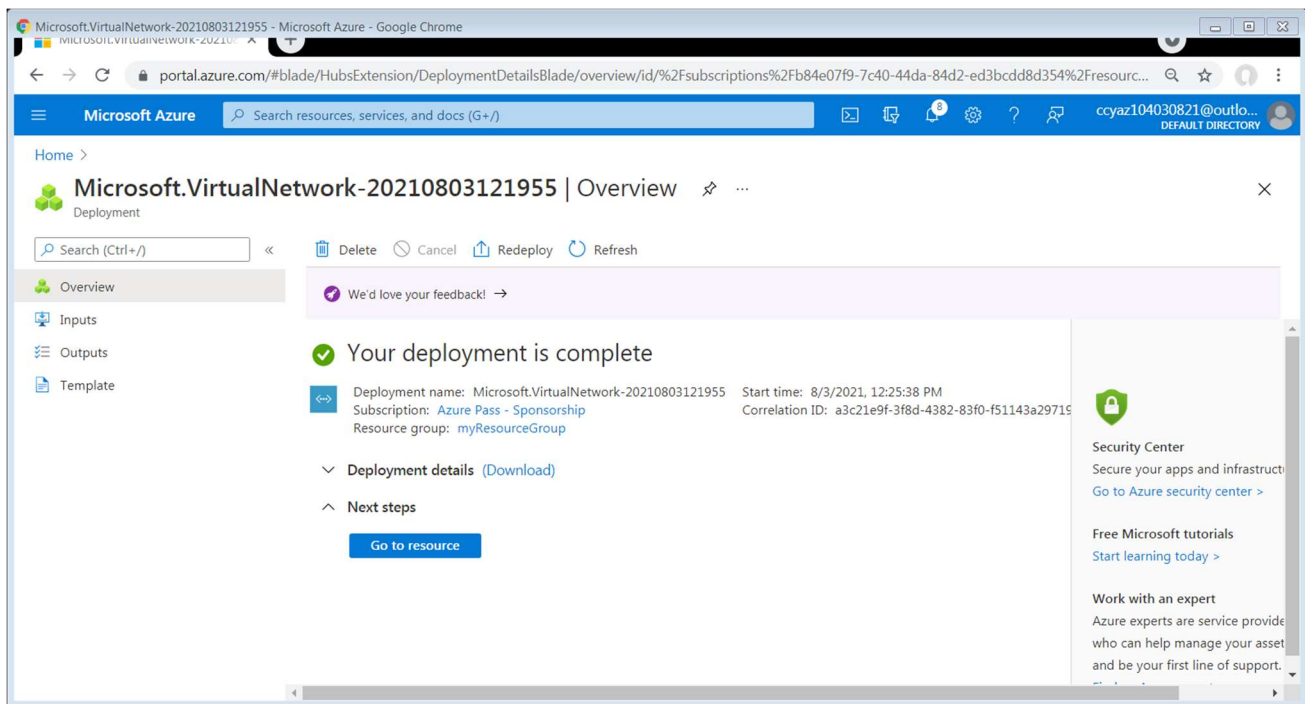 Microsoft.VirtualNetwork-20210803121955 - Microsoft Azure - Google Chrome
Microsoft.VirtualNetwork-20210
portal.azure.com/#blade/HubsExtension/DeploymentDetailsBlade/overview/id/%2Fsubscriptions%2Fb84e07f9-7c40-44da-84d2-ed3bcdd8d354%2Fresourc...
Microsoft Azure
Search resources, services, and docs (G+/)
8
ccyaz104030821@outlo...
DEFAULT DIRECTORY
Home >
Microsoft.VirtualNetwork-20210803121955 | Overview ...
Deployment
Search (Ctrl+/)
«
Delete Cancel Redeploy Refresh
Overview
Inputs
Outputs
Template
We'd love your feedback! →
Your deployment is complete
Deployment name: Microsoft.VirtualNetwork-20210803121955
Subscription: Azure Pass - Sponsorship
Resource group: myResourceGroup
Start time: 8/3/2021, 12:25:38 PM
Correlation ID: a3c21e9f-3f8d-4382-83f0-f51143a29719
Deployment details (Download)
Next steps
Go to resource
Security Center
Secure your apps and infrastruct
Go to Azure security center >
Free Microsoft tutorials
Start learning today >
Work with an expert
Azure experts are service provide
who can help manage your asset
and be your first line of support.